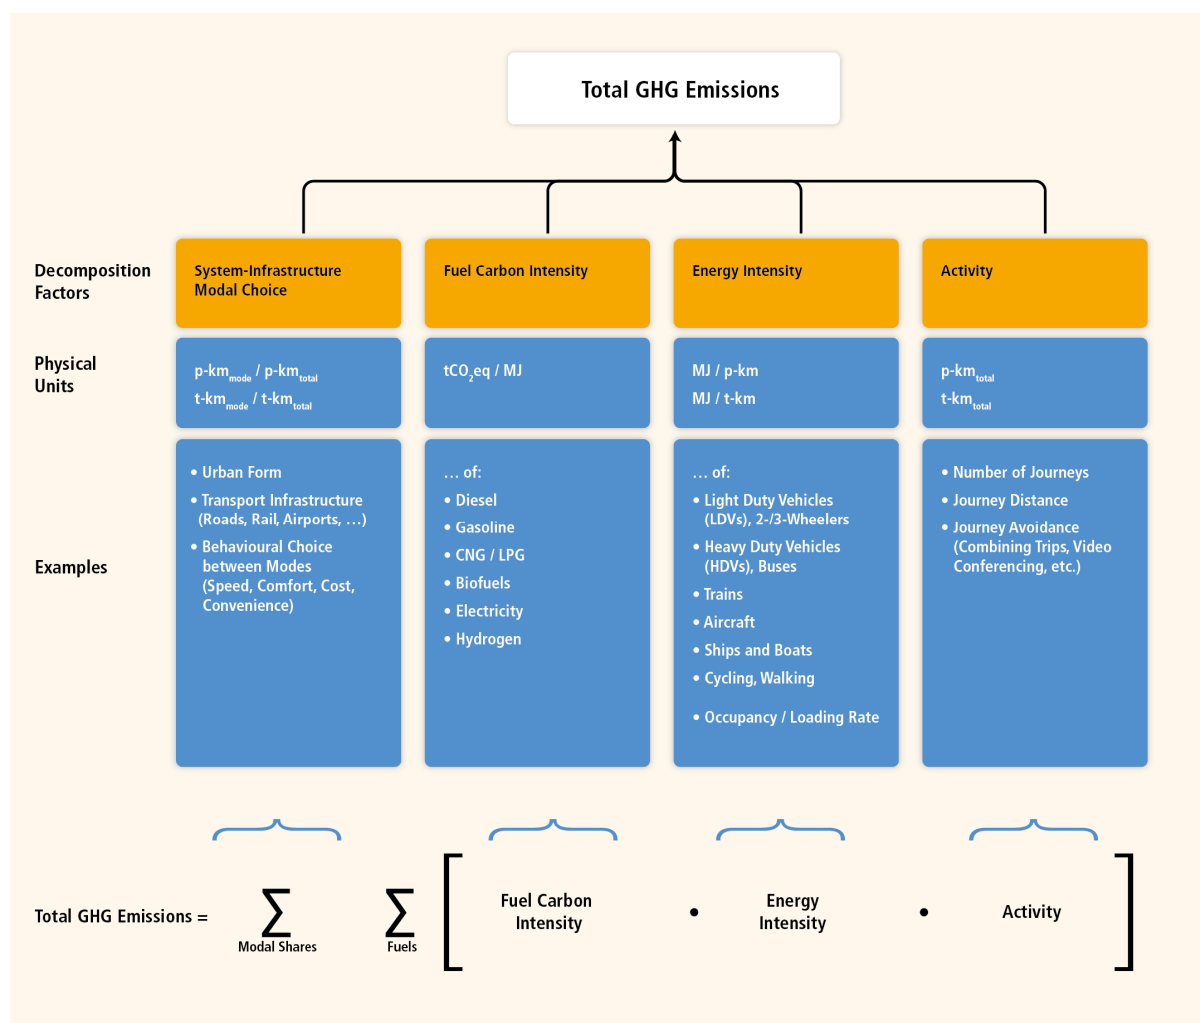 Total GHG Emissions
Decomposition
Factors
System-Infrastructure
Modal Choice
Fuel Carbon Intensity
Energy Intensity
Activity
Physical
Units
p-kmmode / p-kmtotal
t-kmmode / t-kmtotal
tCO2eq / MJ
MJ / p-km
MJ / t-km
p-kmtotal
t-kmtotal
Examples
• Urban Form
• Transport Infrastructure
(Roads, Rail, Airports, …)
• Behavioural Choice
between Modes
(Speed, Comfort, Cost,
Convenience)
… of:
• Diesel
• Gasoline
• CNG / LPG
• Biofuels
• Electricity
• Hydrogen
… of:
• Light Duty Vehicles
(LDVs), 2-/3-Wheelers
• Heavy Duty Vehicles
(HDVs), Buses
• Trains
• Aircraft
• Ships and Boats
• Cycling, Walking
• Occupancy / Loading Rate
• Number of Journeys
• Journey Distance
• Journey Avoidance
(Combining Trips, Video
Conferencing, etc.)
Total GHG Emissions =
∑
Modal Shares
∑
Fuels
[
Fuel Carbon
Intensity
•
Energy
Intensity
•
Activity
]